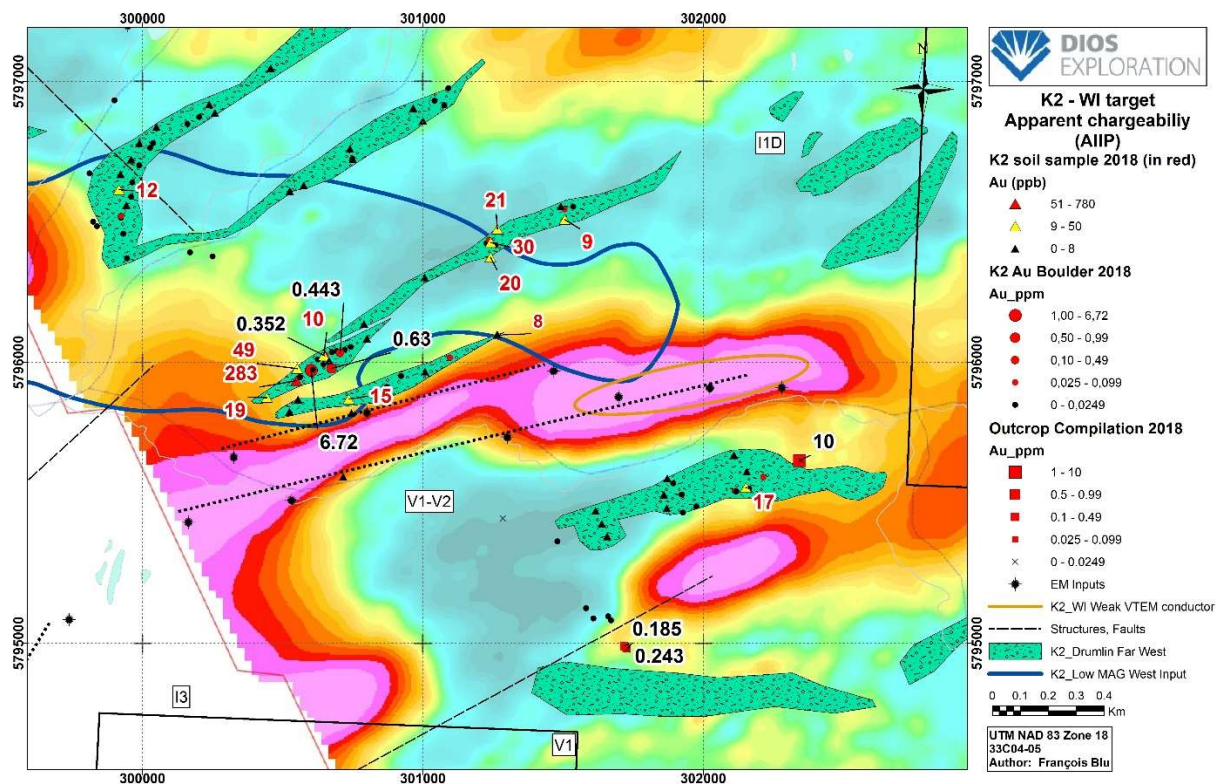 300000
301000
302000
5797000
5797000
N
I1D
12
21
30
9
20
0.443
0.352
10
0.63
8
5796000
5796000
49
283
19
15
6.72
10
V1-V2
17
5795000
5795000
0.185
0.243
I3
V1
300000
301000
302000
DIOS
EXPLORATION
K2 - WI target
Apparent chargeabiliy
(AIIP)
K2 soil sample 2018 (in red)
Au (ppb)
51 - 780
9 - 50
0 - 8
K2 Au Boulder 2018
Au_ppm
1,00 - 6,72
0,50 - 0,99
0,10 - 0,49
0,025 - 0,099
0 - 0,0249
Outcrop Compilation 2018
Au_ppm
1 - 10
0.5 - 0.99
0.1 - 0.49
0.025 - 0.099
0 - 0.0249
EM Inputs
K2_WI Weak VTEM conductor
Structures, Faults
K2_Drumlin Far West
K2_Low MAG West Input
0 0.1 0.2 0.3 0.4
Km
UTM NAD 83 Zone 18
33C04-05
Author: François Blu